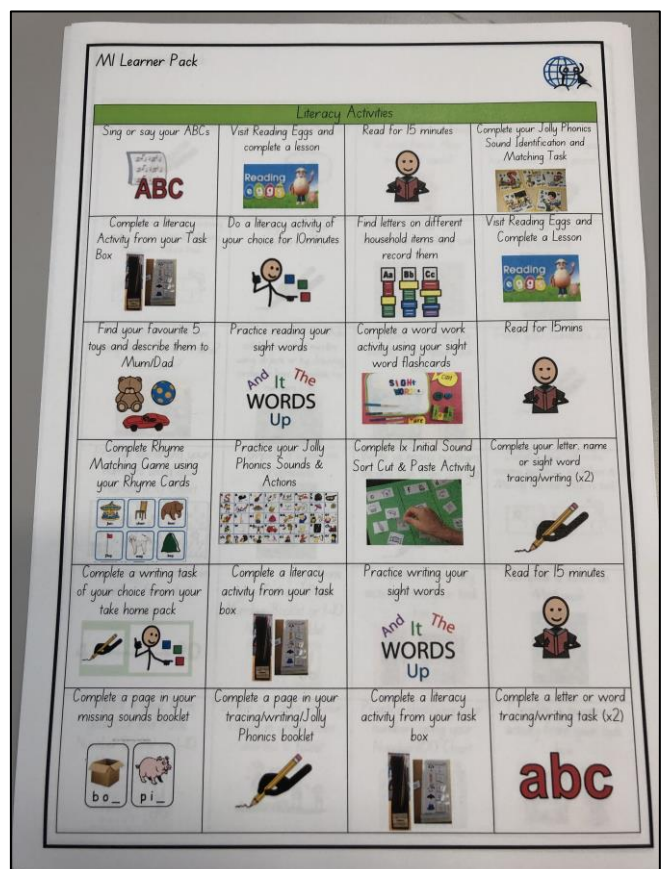 M1 Learner Pack
Literacy Activities
Sing or say your ABCs
ABC
Visit Reading Eggs and
complete a lesson
Reading
eggs
Read for 15 minutes
Complete your Jolly Phonics
Sound Identification and
Matching Task
Complete a literacy
Activity from your Task
Box
Do a literacy activity of
your choice for 10minutes
Find letters on different
household items and
record them
Aa Bb Cc
Visit Reading Eggs and
Complete a Lesson
Reading
eggs
Find your favourite 5
toys and describe them to
Mum/Dad
Practice reading your
sight words
And It The
WORDS
Up
Complete a word work
activity using your sight
word flashcards
SIGHT
WORDS
Read for 15mins
Complete Rhyme
Matching Game using
your Rhyme Cards
Practice your Jolly
Phonics Sounds &
Actions
Complete 1x Initial Sound
Sort Cut & Paste Activity
Complete your letter, name
or sight word
tracing/writing (x2)
Complete a writing task
of your choice from your
take home pack
Complete a literacy
activity from your task
box
Practice writing your
sight words
And It The
WORDS
Up
Read for 15 minutes
Complete a page in your
missing sounds booklet
bo_ pi_
Complete a page in your
tracing/writing/Jolly
Phonics booklet
Complete a literacy
activity from your task
box
Complete a letter or word
tracing/writing task (x2)
abc